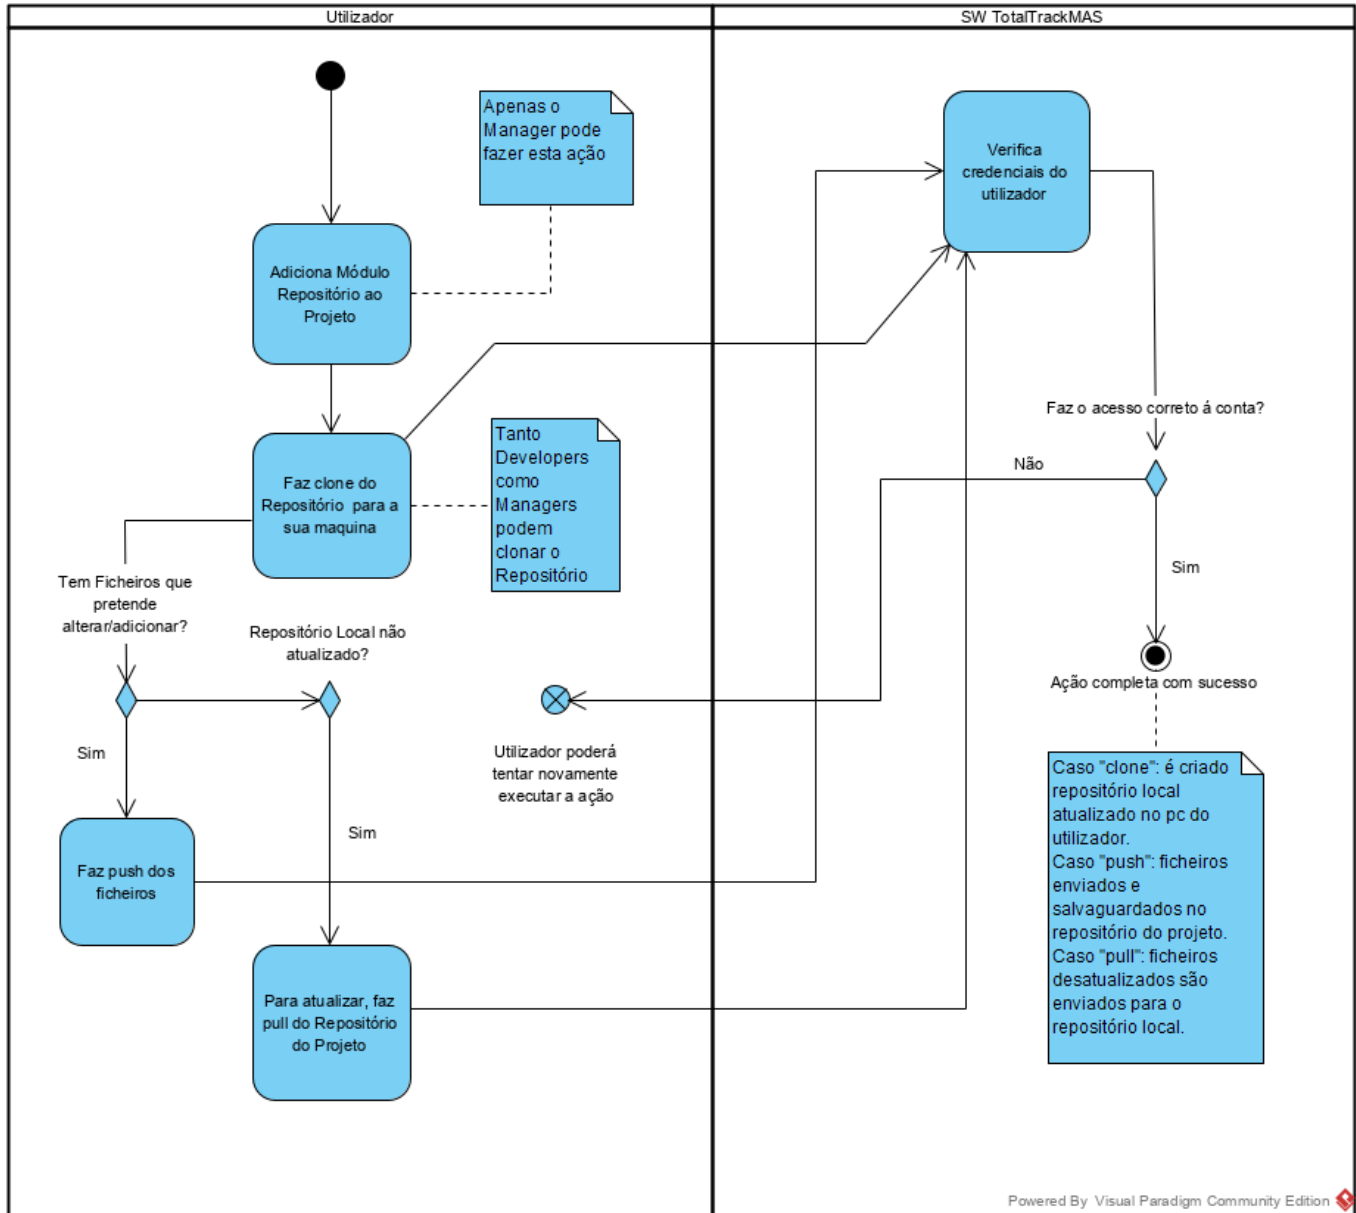 Utilizador
SW TotalTrackMAS
Apenas o
Manager pode
fazer esta ação
Verifica
credenciais do
utilizador
Adiciona Módulo
Repositório ao
Projeto
Faz o acesso correto á conta?
Tanto
Developers
como
Managers
podem
clonar o
Repositório
Faz clone do
Repositório para a
sua maquina
Não
Sim
Tem Ficheiros que
pretende
alterar/adicionar?
Repositório Local não
atualizado?
Ação completa com sucesso
Sim
Utilizador poderá
tentar novamente
executar a ação
Sim
Caso "clone": é criado
repositório local
atualizado no pc do
utilizador.
Caso "push": ficheiros
enviados e
salvaguardados no
repositório do projeto.
Caso "pull": ficheiros
desatualizados são
enviados para o
repositório local.
Faz push dos
ficheiros
Para atualizar, faz
pull do Repositório
do Projeto
Powered By Visual Paradigm Community Edition